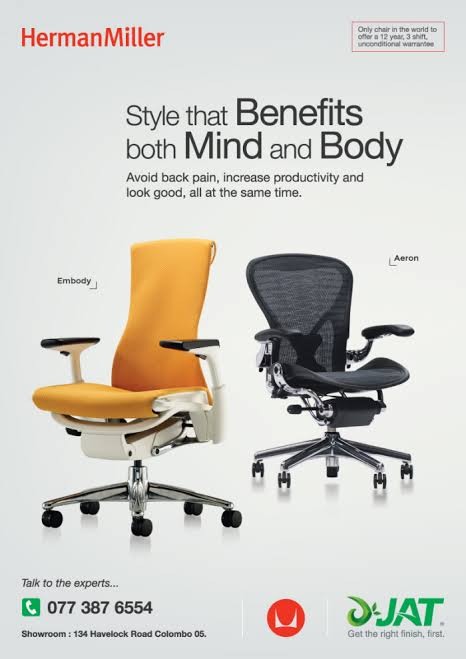 HermanMiller
Only chair in the world to
offer a 12 year, 3 shift,
unconditional warrantee
Style that Benefits
both Mind and Body
Avoid back pain, increase productivity and
look good, all at the same time.
Embody
Aeron
Talk to the experts...
077 387 6554
Showroom : 134 Havelock Road Colombo 05.
JAT®
Get the right finish, first.